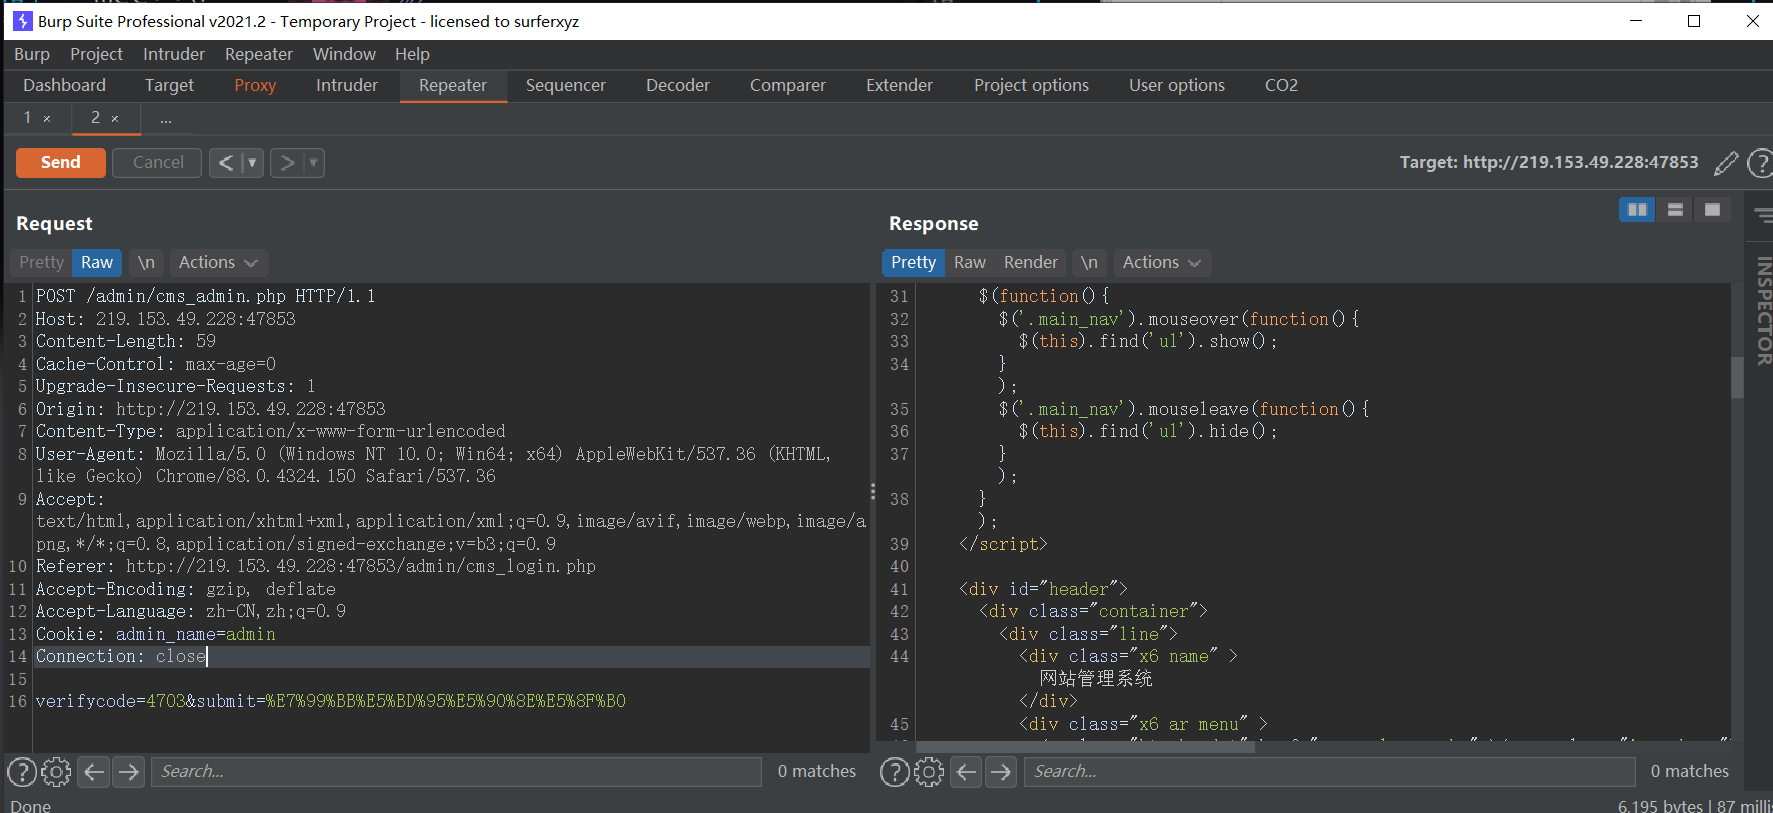 Burp Suite Professional v2021.2 - Temporary Project - licensed to surferxyz
Burp Project Intruder Repeater Window Help
Dashboard Target Proxy Intruder Repeater Sequencer Decoder Comparer Extender Project options User options CO2
1 × 2 × ...
Send Cancel < > Target: http://219.153.49.228:47853 ?
Request
Pretty Raw \n Actions
1 POST /admin/cms_admin.php HTTP/1.1
2 Host: 219.153.49.228:47853
3 Content-Length: 59
4 Cache-Control: max-age=0
5 Upgrade-Insecure-Requests: 1
6 Origin: http://219.153.49.228:47853
7 Content-Type: application/x-www-form-urlencoded
8 User-Agent: Mozilla/5.0 (Windows NT 10.0; Win64; x64) AppleWebKit/537.36 (KHTML,
like Gecko) Chrome/88.0.4324.150 Safari/537.36
9 Accept:
text/html,application/xhtml+xml,application/xml;q=0.9,image/avif,image/webp,image/a
png,*/*;q=0.8,application/signed-exchange;v=b3;q=0.9
10 Referer: http://219.153.49.228:47853/admin/cms_login.php
11 Accept-Encoding: gzip, deflate
12 Accept-Language: zh-CN,zh;q=0.9
13 Cookie: admin_name=admin
14 Connection: close
15
16 verifycode=4703&submit=%E7%99%BB%E5%BD%95%E5%90%8E%E5%8F%B0
? Search... 0 matches
Response
Pretty Raw Render \n Actions
31 $(function(){
32 $('.main_nav').mouseover(function(){
33 $(this).find('ul').show();
34 }
);
35 $('.main_nav').mouseleave(function(){
36 $(this).find('ul').hide();
37 }
);
38 }
);
39 </script>
40
41 <div id="header">
42 <div class="container">
43 <div class="line">
44 <div class="x6 name" >
网站管理系统
</div>
45 <div class="x6 ar menu" >
? Search... 0 matches
INSPECTOR
Done
6,195 bytes | 87 milli